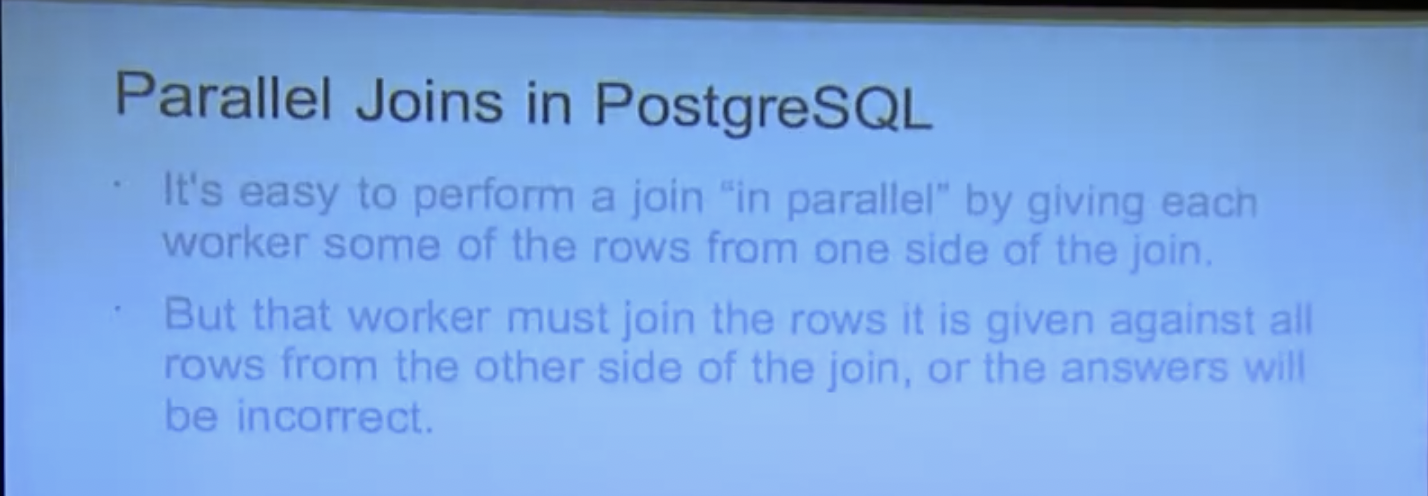 Parallel Joins in PostgreSQL
· It's easy to perform a join “in parallel” by giving each
worker some of the rows from one side of the join.
· But that worker must join the rows it is given against all
rows from the other side of the join, or the answers will
be incorrect.